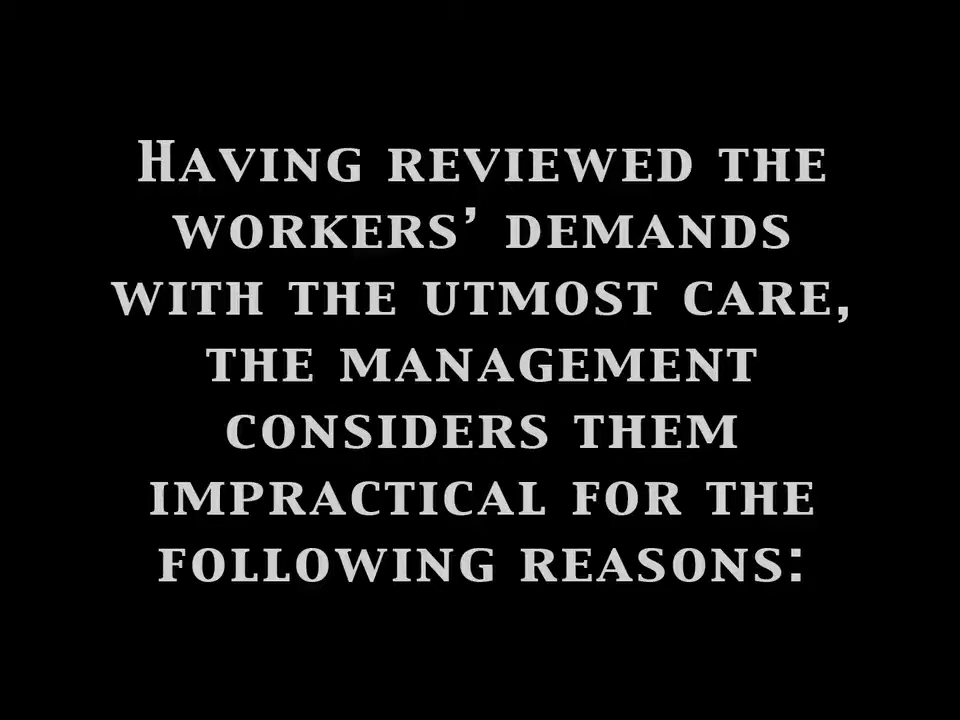 Having reviewed the
workers’ demands
with the utmost care,
the management
considers them
impractical for the
following reasons: